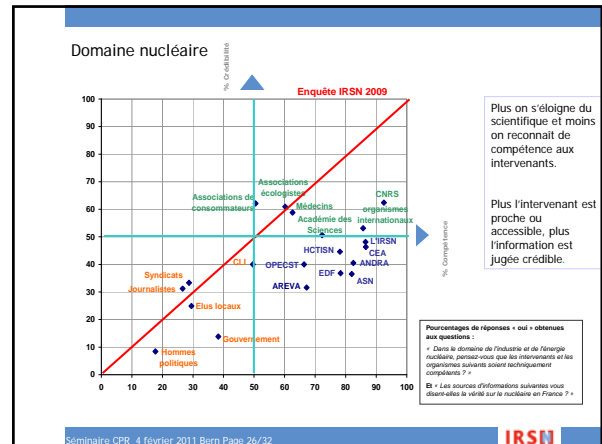 Domaine nucléaire
% Crédibilité
Enquête IRSN 2009
100
90
80
70
60
50
40
30
20
10
0
Associations de
consommateurs
Associations
écologistes
Médecins
Académie des
Sciences
CNRS
organismes
internationaux
L'IRSN
CEA
ANDRA
ASN
HCTISN
EDF
OPECST
AREVA
CLI
Syndicats
Journalistes
Elus locaux
Gouvernement
Hommes
politiques
0 10 20 30 40 50 60 70 80 90 100
% Compétence
Plus on s'éloigne du
scientifique et moins
on reconnait de
compétence aux
intervenants.
Plus l'intervenant est
proche ou
accessible, plus
l'information est
jugée crédible.
Pourcentages de réponses « oui » obtenues
aux questions :
« Dans le domaine de l'industrie et de l'énergie
nucléaire, pensez-vous que les intervenants et les
organismes suivants soient techniquement
compétents ? »
Et « Les sources d'informations suivantes vous
disent-elles la vérité sur le nucléaire en France ? »
Séminaire CPR 4 février 2011 Bern Page 26/32
IRSN